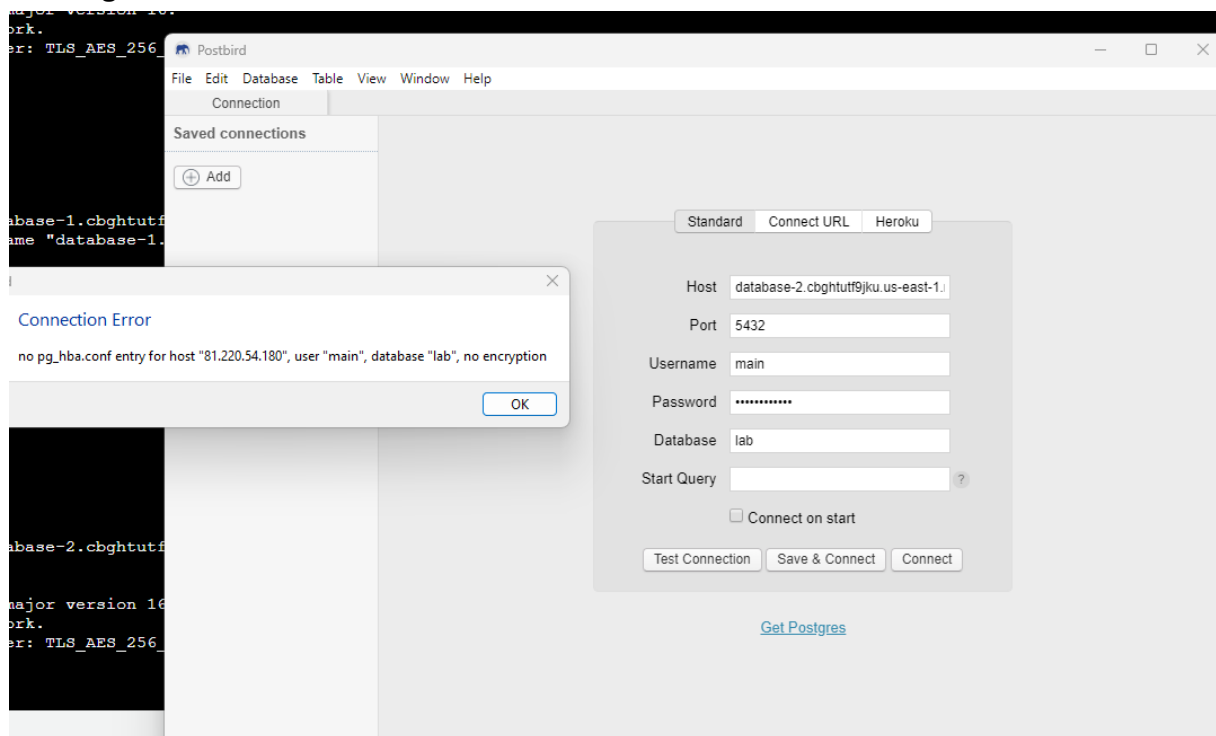 major version 16.
ork.
er: TLS_AES_256_
Postbird
File Edit Database Table View Window Help
Connection
Saved connections
Add
abase-1.cbghtutf
ame "database-1.
Standard Connect URL Heroku
Connection Error
no pg_hba.conf entry for host "81.220.54.180", user "main", database "lab", no encryption
OK
Host database-2.cbghtutf9jku.us-east-1.
Port 5432
Username main
Password ••••••••••••
Database lab
Start Query ?
Connect on start
Test Connection Save & Connect Connect
abase-2.cbghtutf
major version 16
ork.
er: TLS_AES_256_
Get Postgres